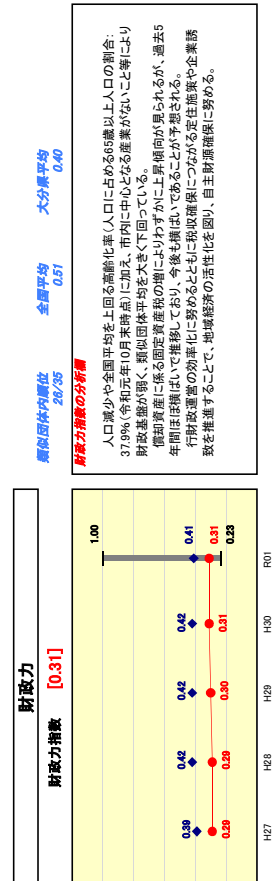 財政力
財政力指数 [0.31]
1.00
0.39
0.42
0.42
0.42
0.41
0.29
0.29
0.30
0.31
0.31
0.23
H27
H28
H29
H30
R01
類似団体内順位
26/35
全国平均
0.51
大分県平均
0.40
財政力指数の分析欄
人口減少や全国平均を上回る高齢化率（人口に占める65歳以上人口の割合：
37.9％（令和元年10月末時点））に加え、市内に中心となる産業がないこと等により
財政基盤が弱く、類似団体平均を大きく下回っている。
償却資産に係る固定資産税の増によりわずかに上昇傾向が見られるが、過去5
年間ほぼ横ばいで推移しており、今後も横ばいであることが予想される。
行財政運営の効率化に努めるとともに税収確保につながる定住施策や企業誘
致を推進することで、地域経済の活性化を図り、自主財源確保に努める。